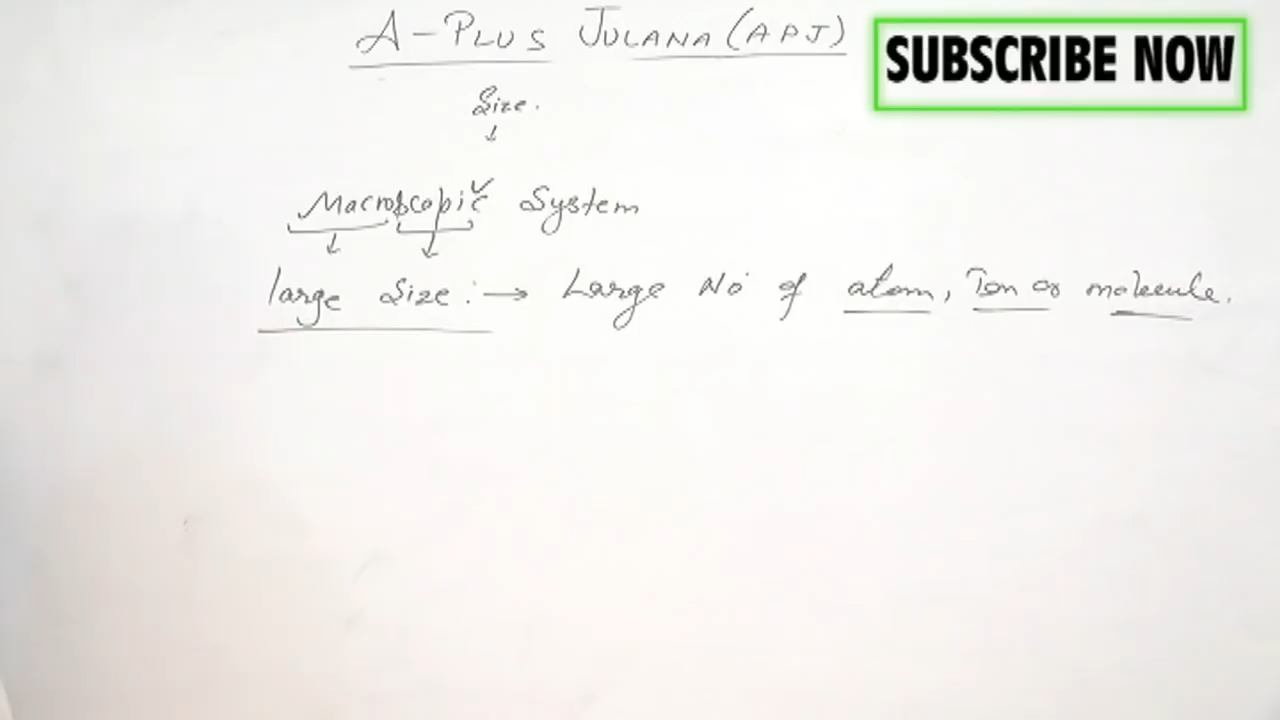 A-PLUS JULANA (APJ)
SUBSCRIBE NOW
Size.
Macroscopic System
large Size :→ Large No of atom, Ion or molecule.